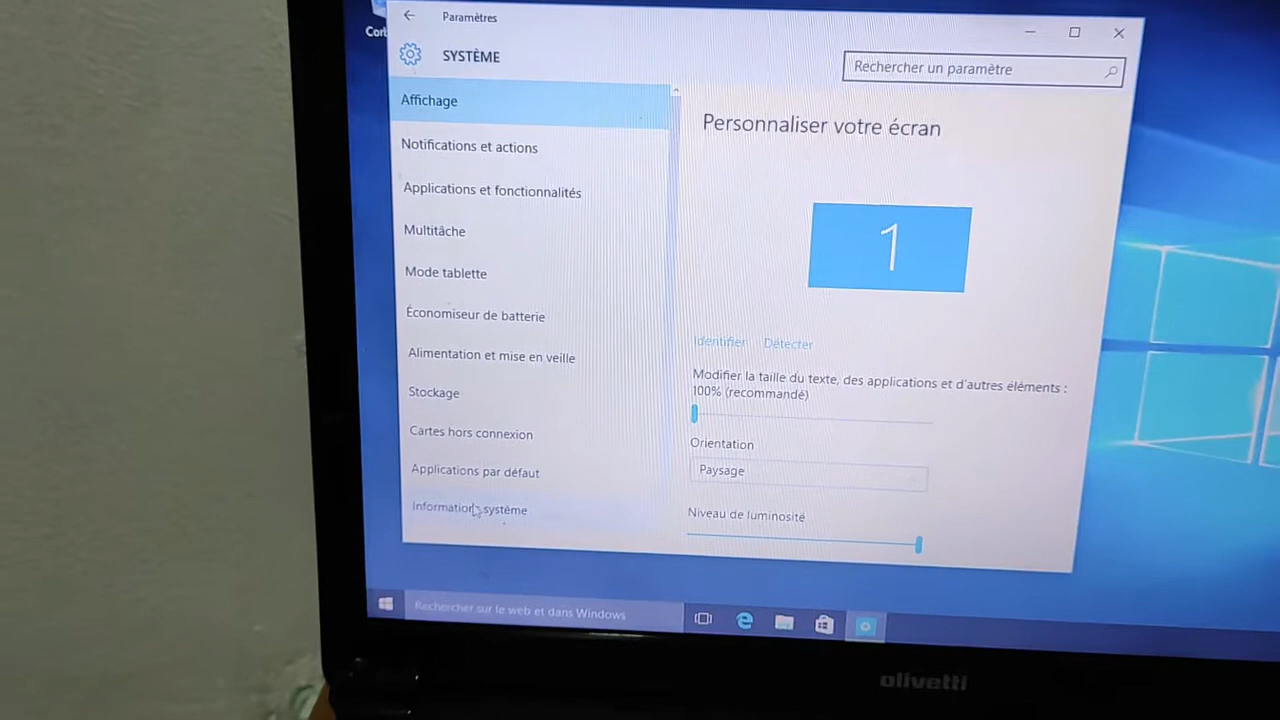 Paramètres
SYSTÈME
Rechercher un paramètre
Affichage
Notifications et actions
Applications et fonctionnalités
Multitâche
Mode tablette
Économiseur de batterie
Alimentation et mise en veille
Stockage
Cartes hors connexion
Applications par défaut
Informations système
Personnaliser votre écran
1
Identifier Détecter
Modifier la taille du texte, des applications et d'autres éléments :
100% (recommandé)
Orientation
Paysage
Niveau de luminosité
Rechercher sur le web et dans Windows
olivetti